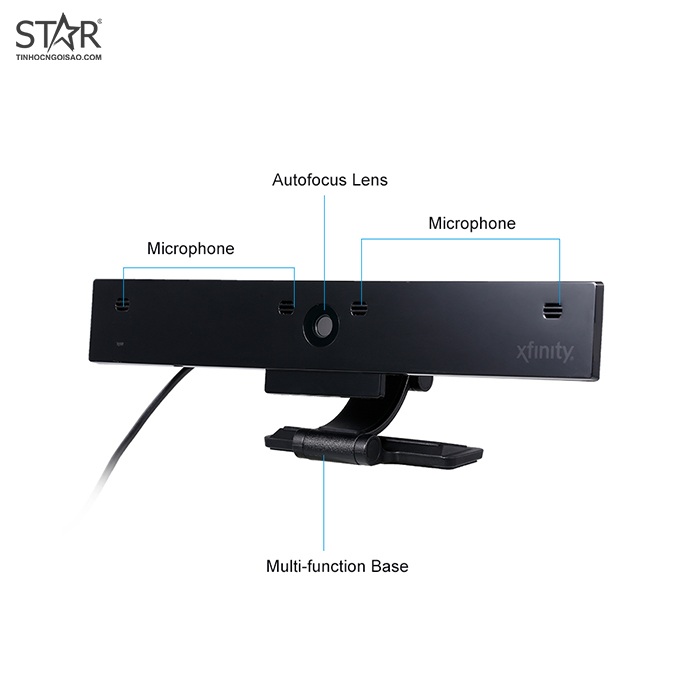 STAR®
TINHOCNGOISAO.COM
Autofocus Lens
Microphone
Microphone
xfinity.
Multi-function Base